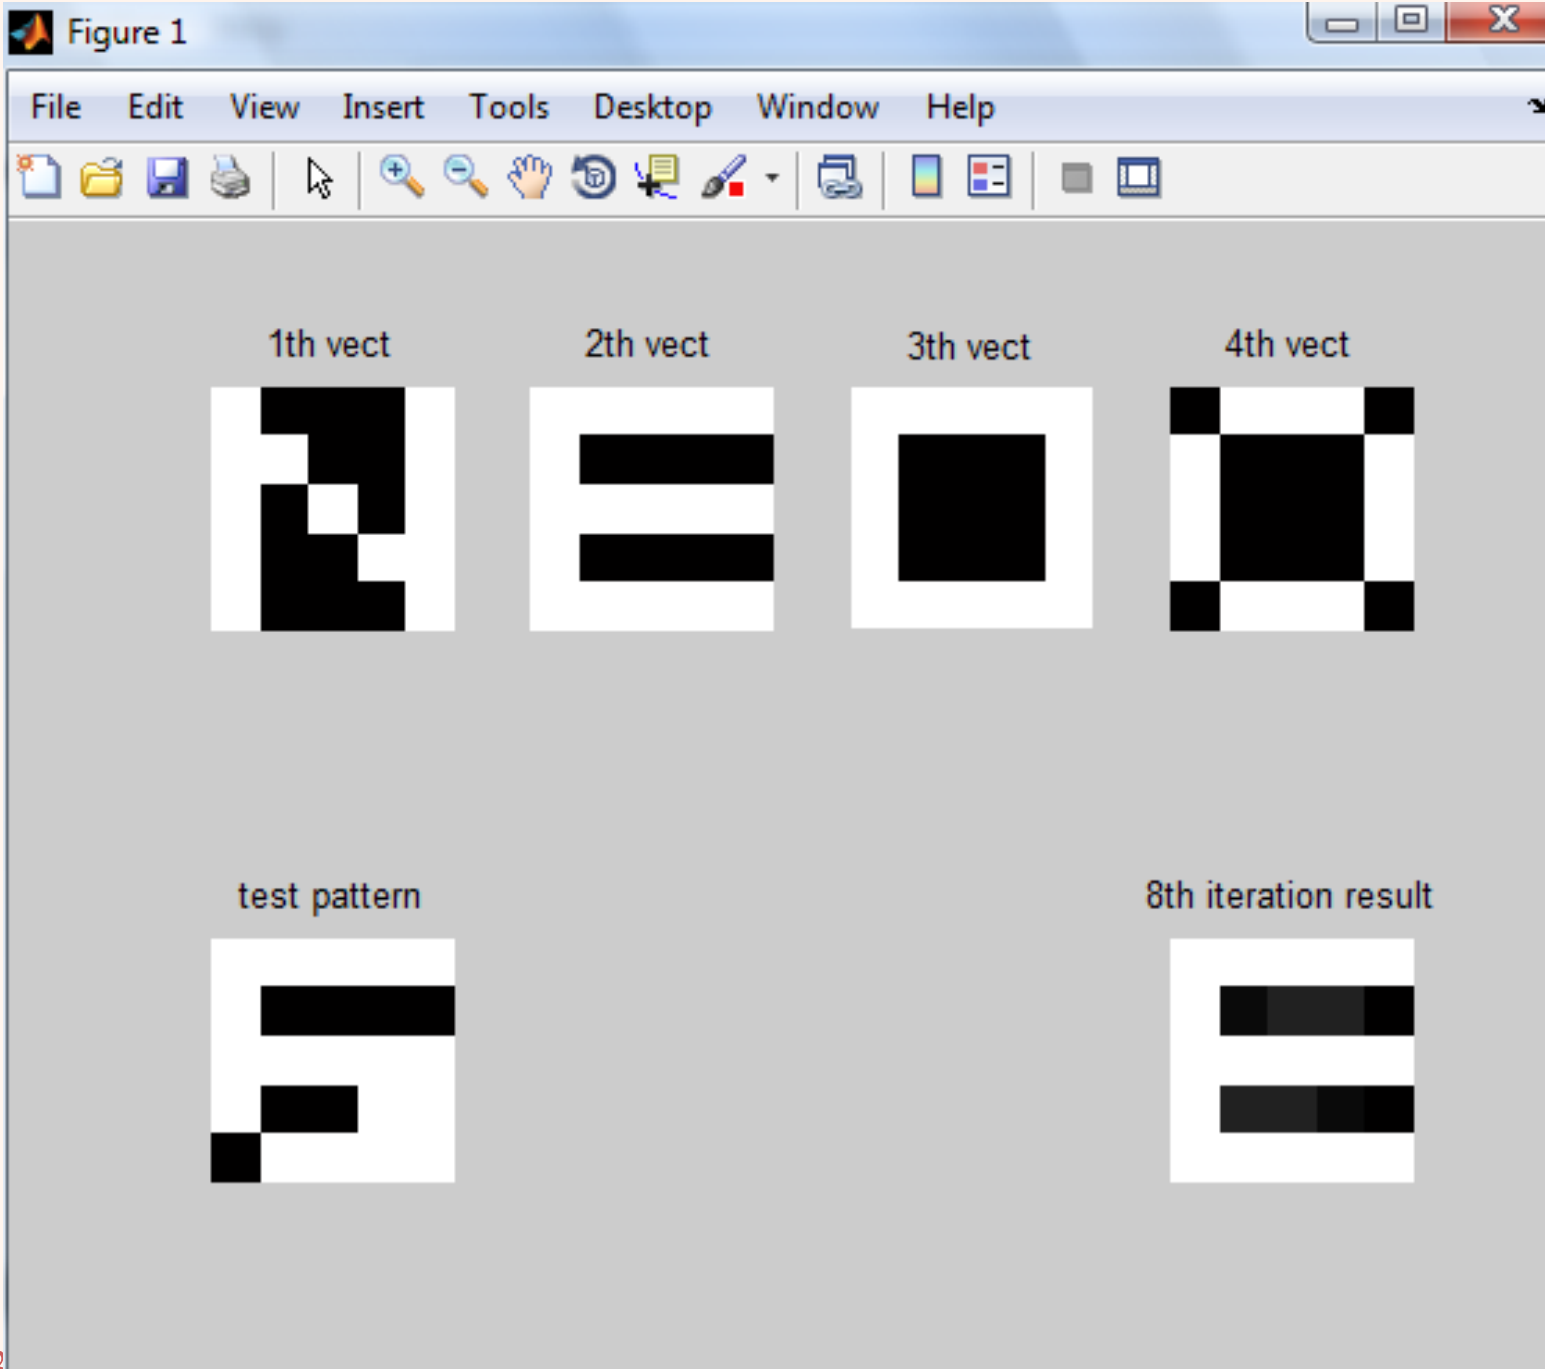 Figure 1
File Edit View Insert Tools Desktop Window Help
1th vect 2th vect 3th vect 4th vect
test pattern 8th iteration result